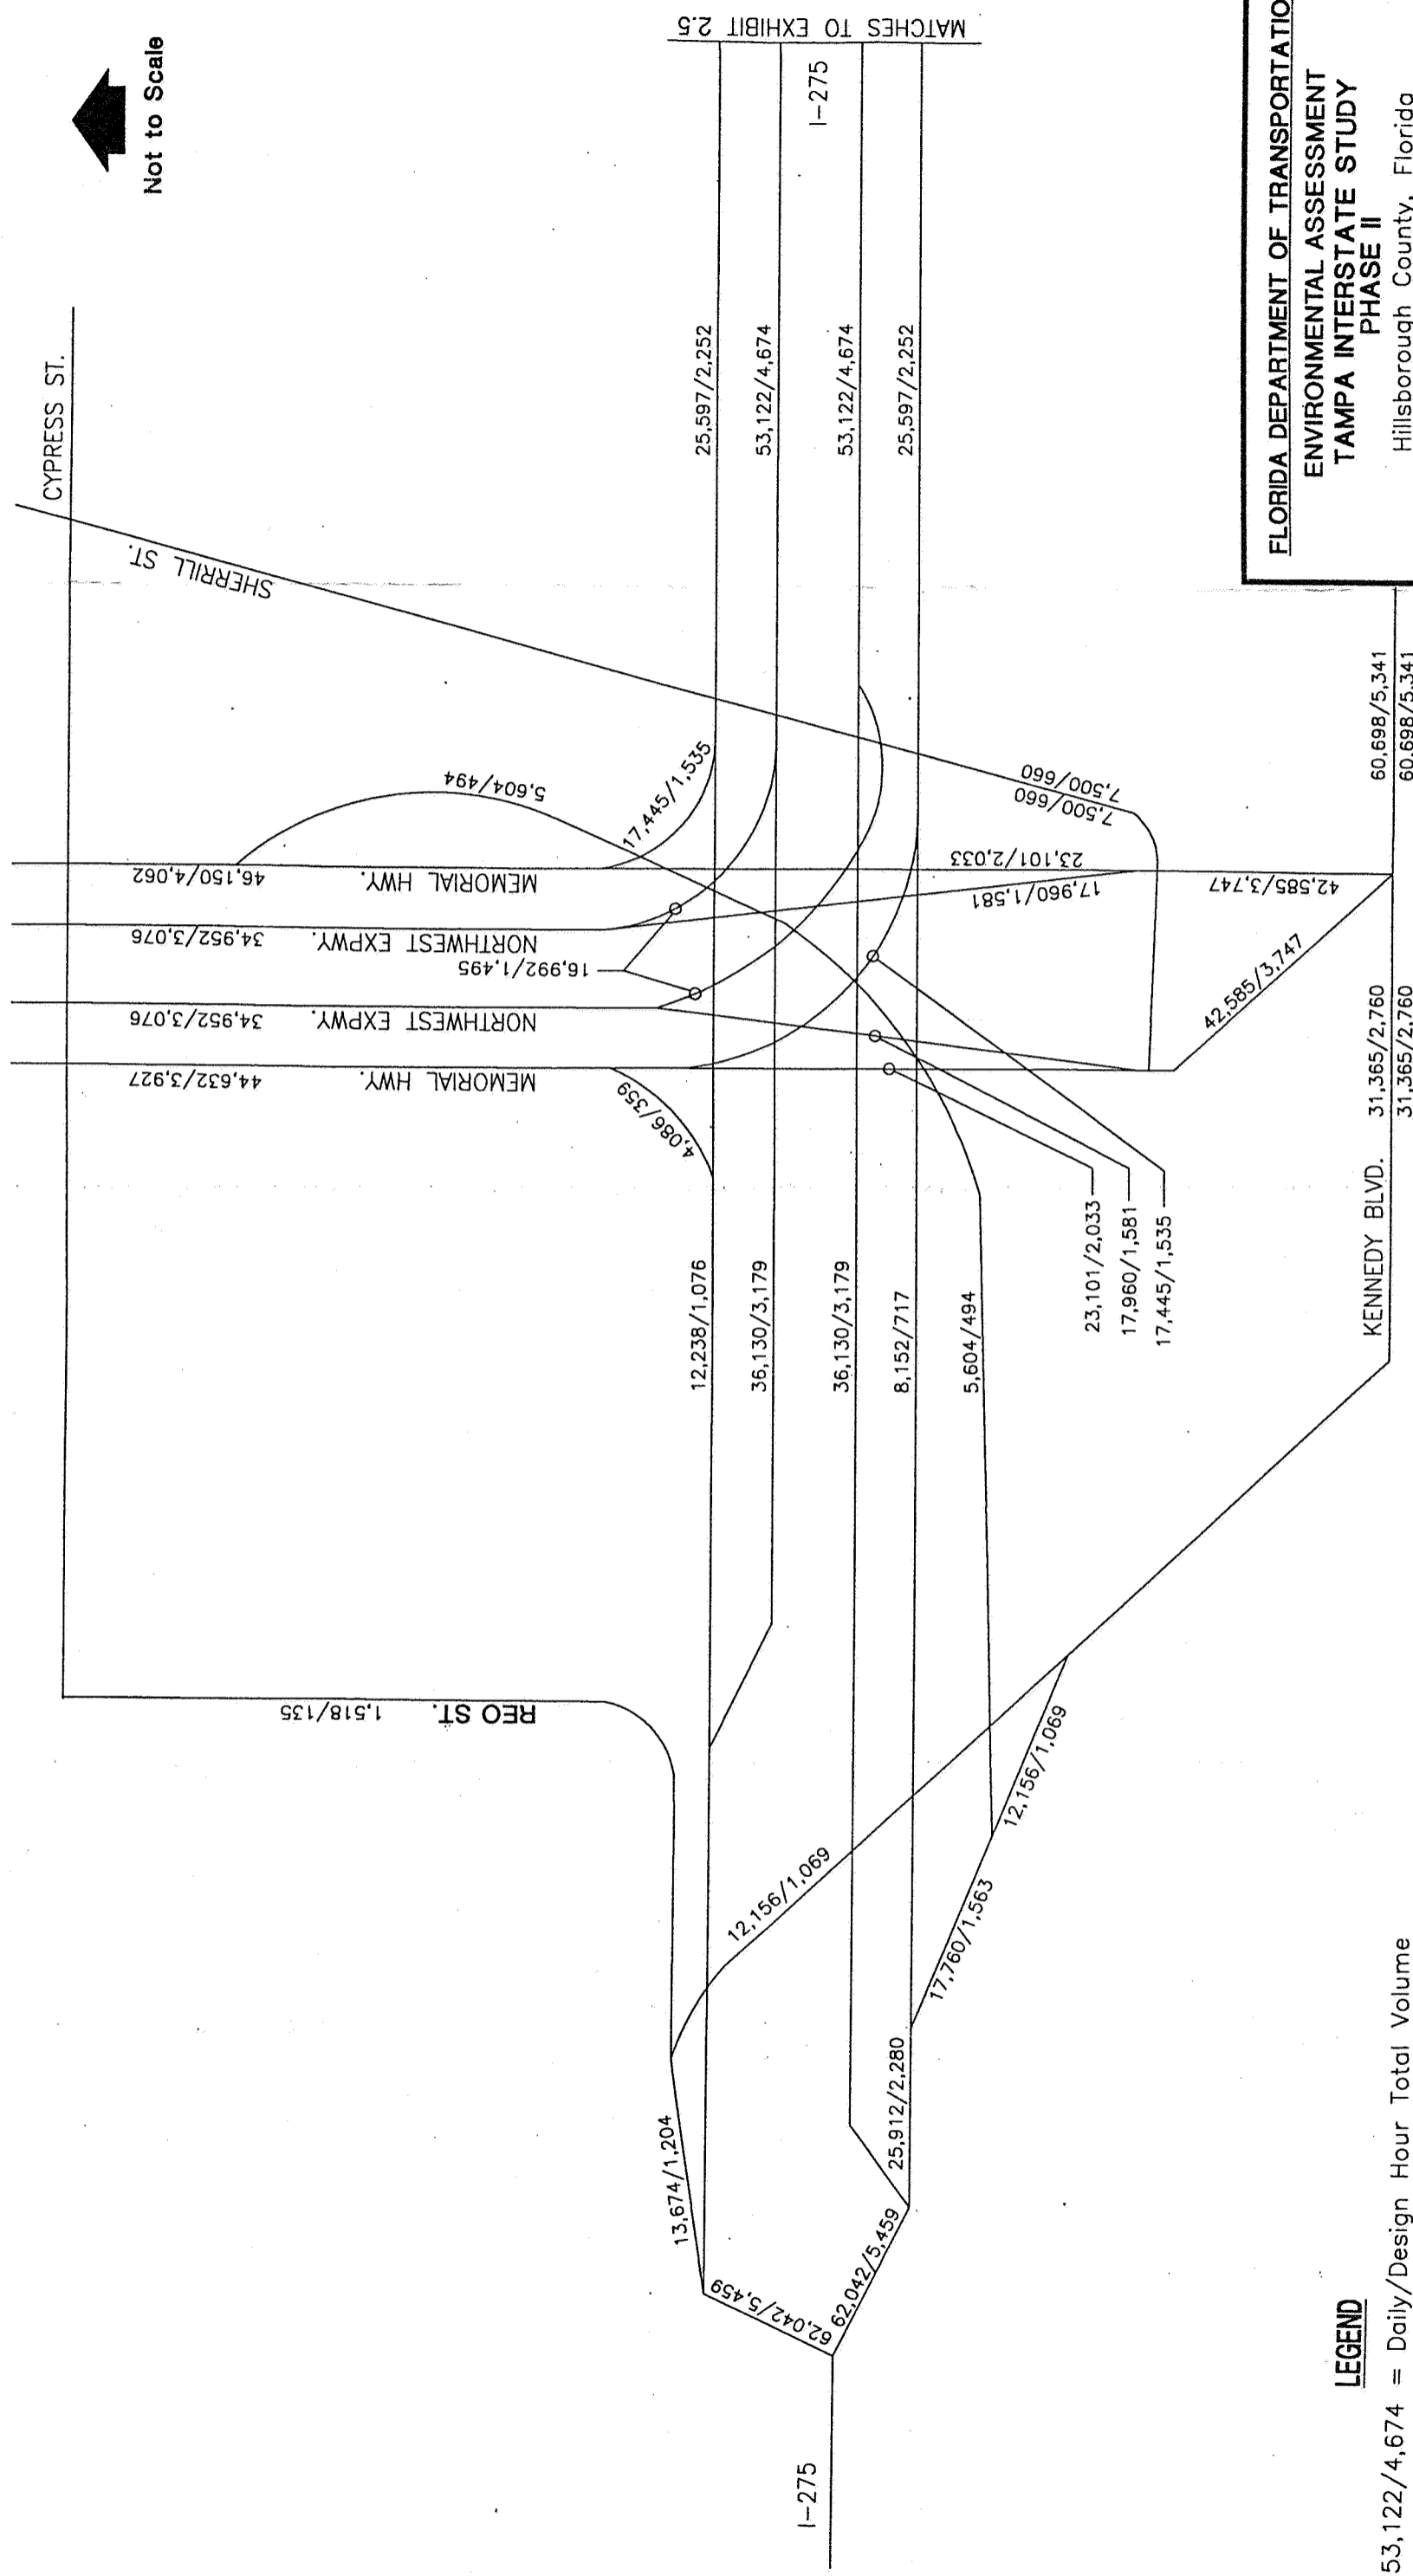 Not to Scale
CYPRESS ST.
SHERRILL ST.
MATCHES TO EXHIBIT 2.5
I-275
46,150/4,062
MEMORIAL HWY.
34,952/3,076
NORTHWEST EXPWY.
16,992/1,495
34,952/3,076
NORTHWEST EXPWY.
44,632/3,927
MEMORIAL HWY.
5,604/494
17,445/1,535
4,086/359
25,597/2,252
53,122/4,674
53,122/4,674
25,597/2,252
7,500/660
7,500/660
23,101/2,033
17,960/1,581
42,585/3,747
42,585/3,747
REO ST.
1,518/135
12,238/1,076
36,130/3,179
36,130/3,179
8,152/717
5,604/494
23,101/2,033
17,960/1,581
17,445/1,535
12,156/1,069
12,156/1,069
17,760/1,563
13,674/1,204
25,912/2,280
62,042/5,459
62,042/5,459
I-275
KENNEDY BLVD.
31,365/2,760
31,365/2,760
60,698/5,341
60,698/5,341
LEGEND
53,122/4,674 = Daily/Design Hour Total Volume
FLORIDA DEPARTMENT OF TRANSPORTATIO
ENVIRONMENTAL ASSESSMENT
TAMPA INTERSTATE STUDY
PHASE II
Hillsborough County, Florida